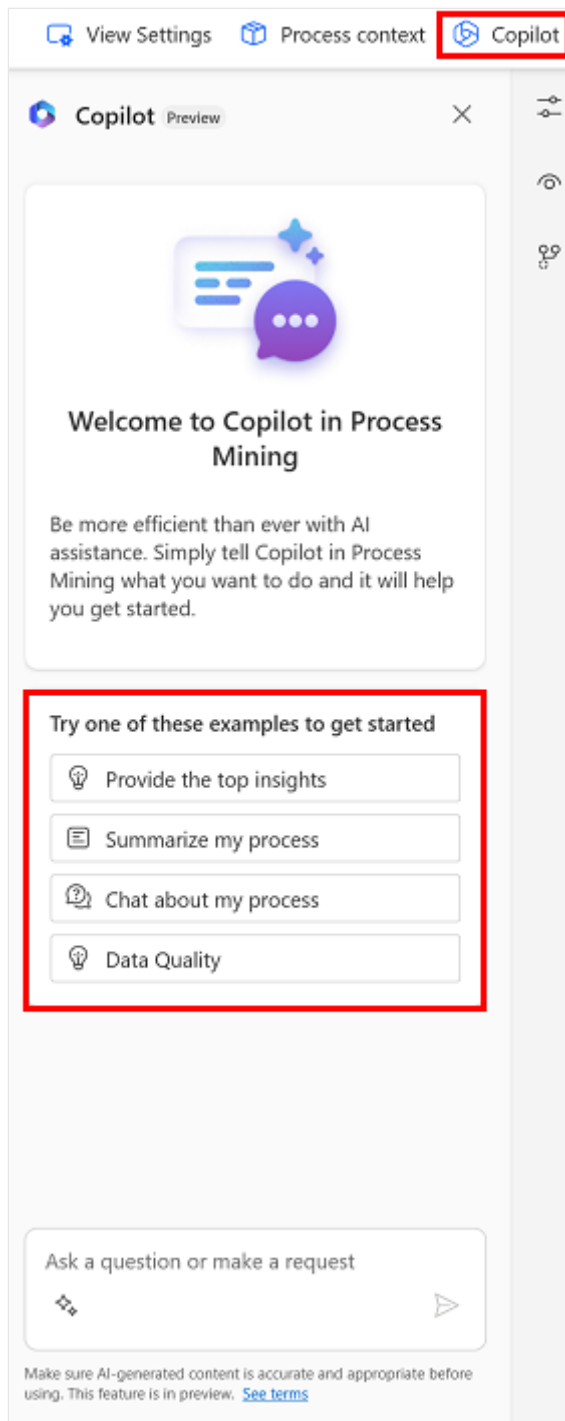 View Settings Process context Copilot
Copilot Preview
Welcome to Copilot in Process
Mining
Be more efficient than ever with AI
assistance. Simply tell Copilot in Process
Mining what you want to do and it will help
you get started.
Try one of these examples to get started
Provide the top insights
Summarize my process
Chat about my process
Data Quality
Ask a question or make a request
Make sure AI-generated content is accurate and appropriate before
using. This feature is in preview. See terms